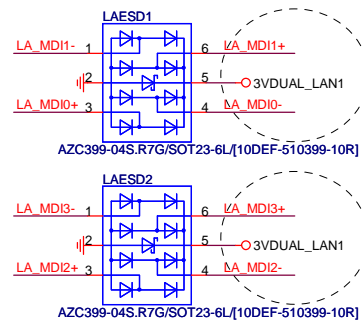 LAESD1
LA_MDI1- 1 6 LA_MDI1+
2 5 3VDUAL_LAN1
LA_MDI0+ 3 4 LA_MDI0-
AZC399-04S.R7G/SOT23-6L/[10DEF-510399-10R]
LAESD2
LA_MDI3- 1 6 LA_MDI3+
2 5 3VDUAL_LAN1
LA_MDI2+ 3 4 LA_MDI2-
AZC399-04S.R7G/SOT23-6L/[10DEF-510399-10R]